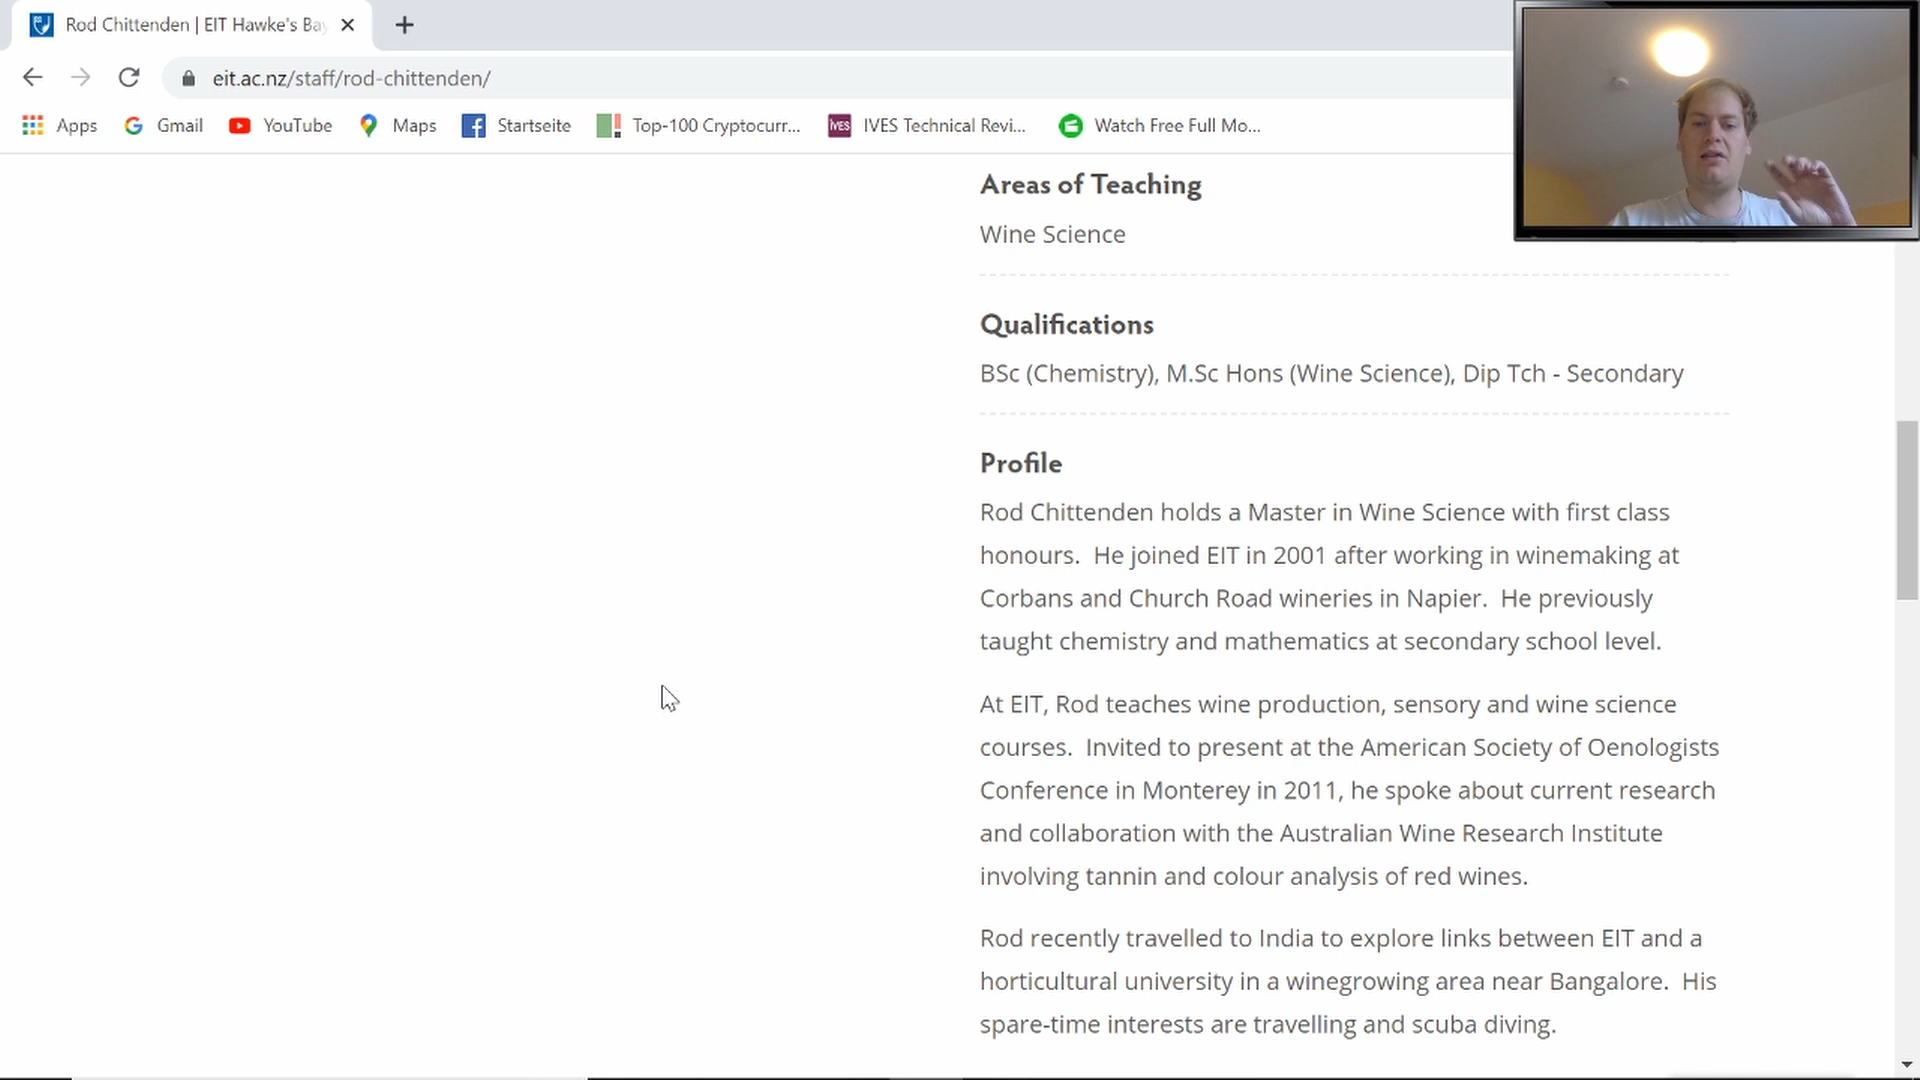 Rod Chittenden | EIT Hawke's Ba
eit.ac.nz/staff/rod-chittenden/
Apps
Gmail
YouTube
Maps
Startseite
Top-100 Cryptocurr...
IVES
IVES Technical Revi...
Watch Free Full Mo...
Areas of Teaching
Wine Science
Qualifications
BSc (Chemistry), M.Sc Hons (Wine Science), Dip Tch - Secondary
Profile
Rod Chittenden holds a Master in Wine Science with first class
honours.  He joined EIT in 2001 after working in winemaking at
Corbans and Church Road wineries in Napier.  He previously
taught chemistry and mathematics at secondary school level.
At EIT, Rod teaches wine production, sensory and wine science
courses.  Invited to present at the American Society of Oenologists
Conference in Monterey in 2011, he spoke about current research
and collaboration with the Australian Wine Research Institute
involving tannin and colour analysis of red wines.
Rod recently travelled to India to explore links between EIT and a
horticultural university in a winegrowing area near Bangalore.  His
spare-time interests are travelling and scuba diving.